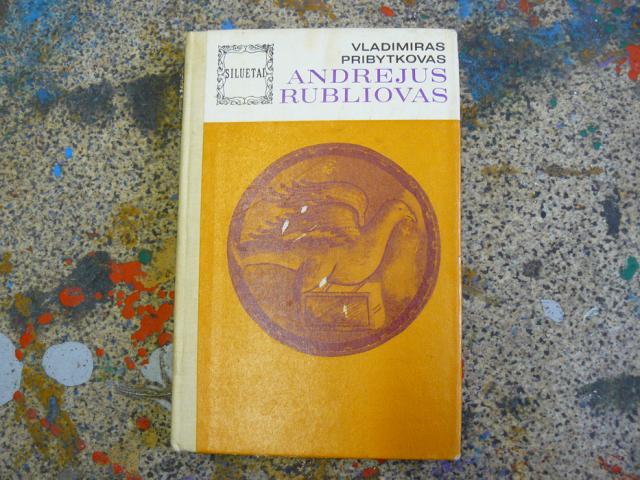 VLADIMIRAS
PRIBYTKOVAS
SILUETAI
ANDREJUS
RUBLIOVAS